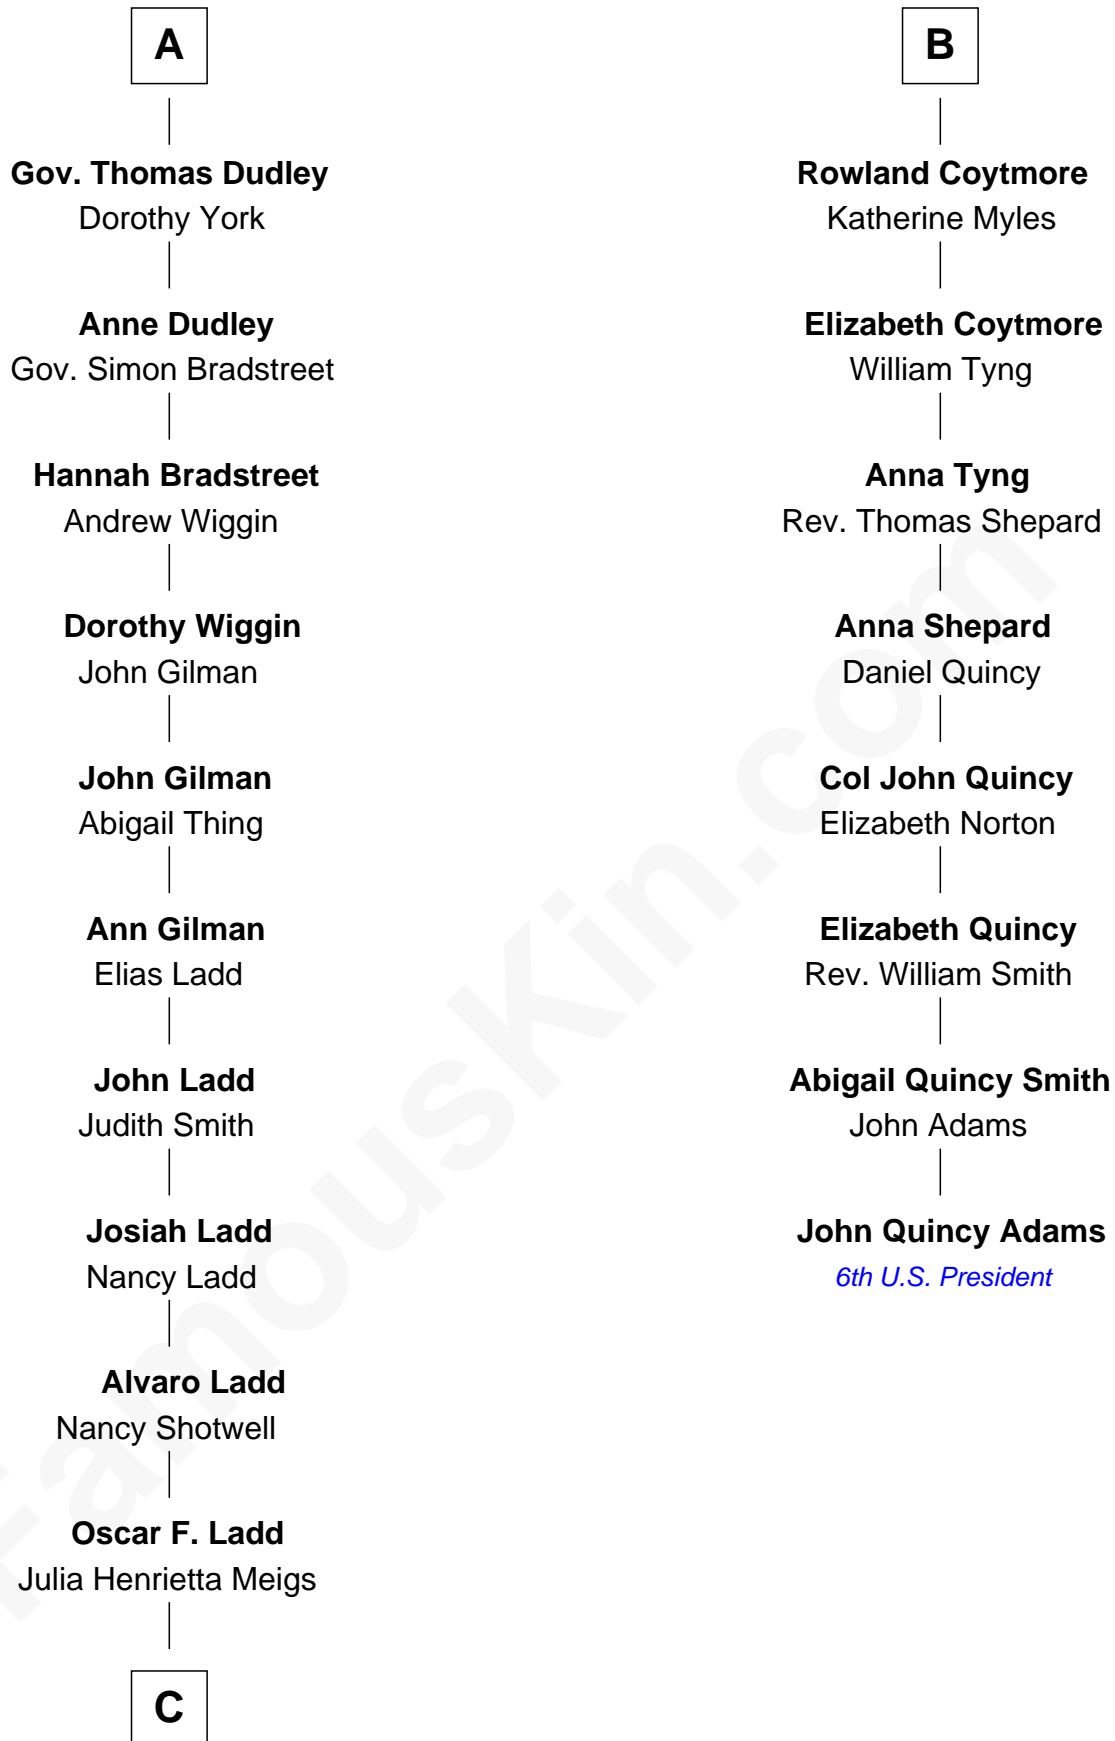 A
Gov. Thomas Dudley
Dorothy York
Anne Dudley
Gov. Simon Bradstreet
Hannah Bradstreet
Andrew Wiggin
Dorothy Wiggin
John Gilman
John Gilman
Abigail Thing
Ann Gilman
Elias Ladd
John Ladd
Judith Smith
Josiah Ladd
Nancy Ladd
Alvaro Ladd
Nancy Shotwell
Oscar F. Ladd
Julia Henrietta Meigs
C
B
Rowland Coytmore
Katherine Myles
Elizabeth Coytmore
William Tyng
Anna Tyng
Rev. Thomas Shepard
Anna Shepard
Daniel Quincy
Col John Quincy
Elizabeth Norton
Elizabeth Quincy
Rev. William Smith
Abigail Quincy Smith
John Adams
John Quincy Adams
6th U.S. President
FamousKin.com